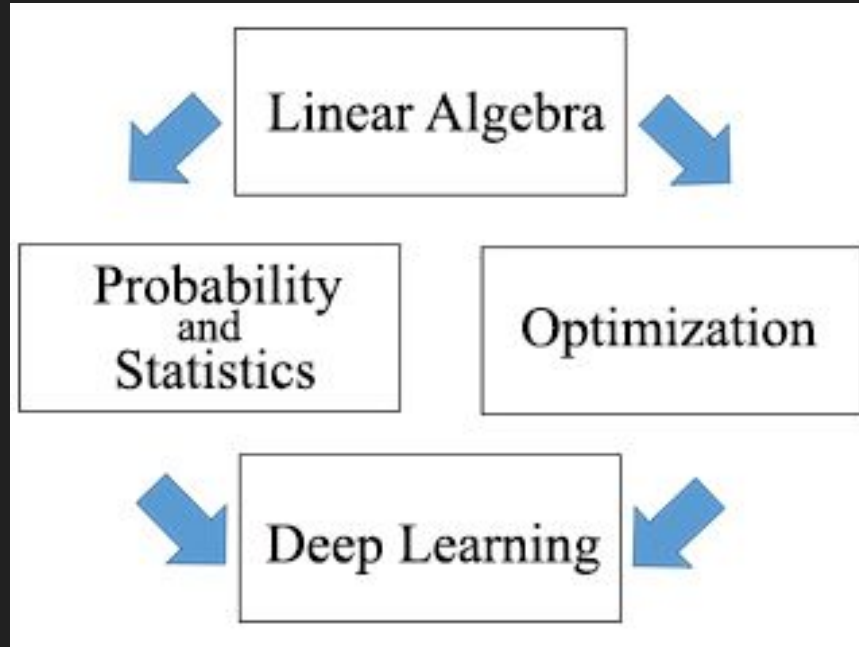 Linear Algebra
Probability
and
Statistics
Optimization
Deep Learning